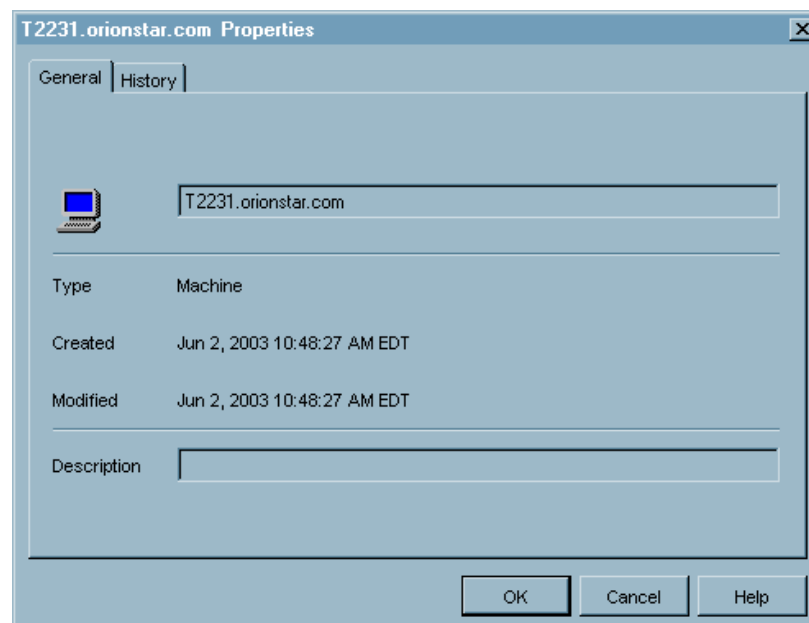 T2231.orionstar.com Properties
General History
T2231.orionstar.com
Type Machine
Created Jun 2, 2003 10:48:27 AM EDT
Modified Jun 2, 2003 10:48:27 AM EDT
Description
OK Cancel Help